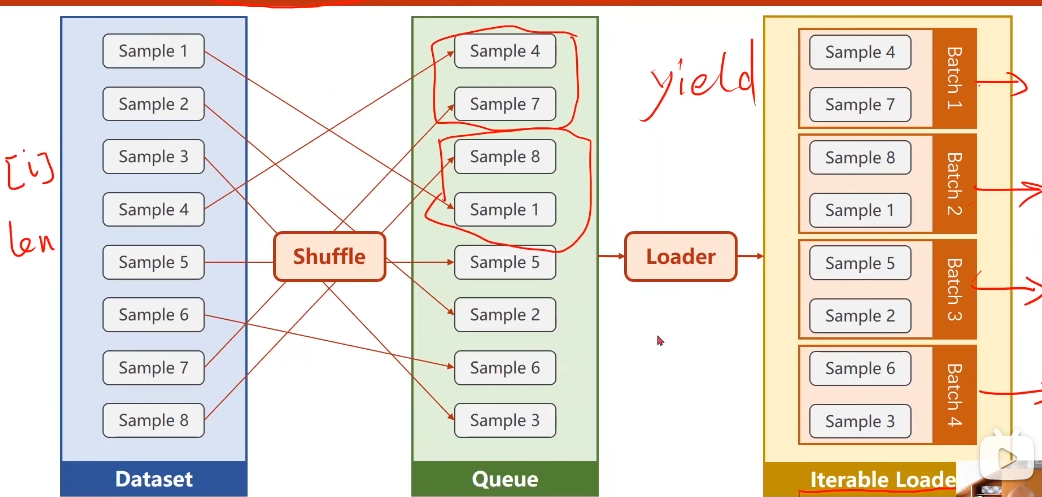 Sample 1
Sample 2
Sample 3
Sample 4
Sample 5
Sample 6
Sample 7
Sample 8
Dataset
[i]
len
Shuffle
Sample 4
Sample 7
Sample 8
Sample 1
Sample 5
Sample 2
Sample 6
Sample 3
Queue
Loader
yield
Sample 4
Sample 7
Batch 1
Sample 8
Sample 1
Batch 2
Sample 5
Sample 2
Batch 3
Sample 6
Sample 3
Batch 4
Iterable Loade